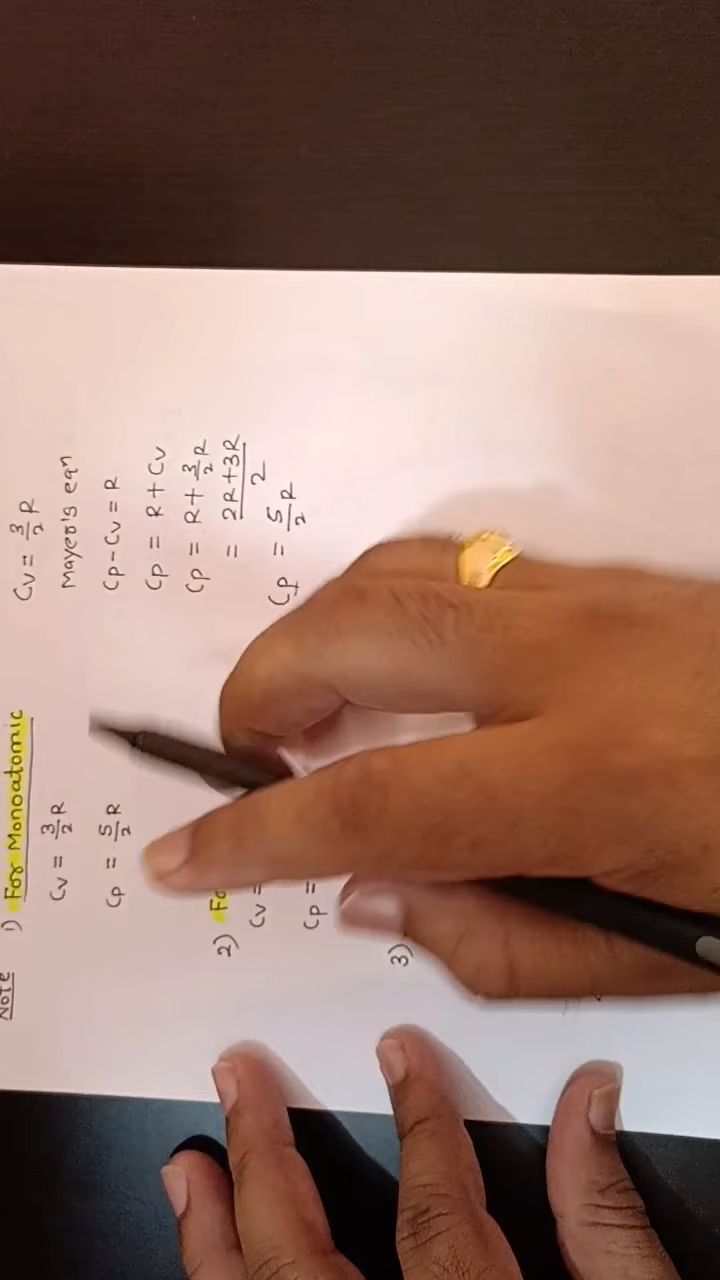 Note 1) For Monoatomic
Cv = 3/2 R
Cp = 5/2 R
2) Fo
Cv =
Cp =
3)
Cv = 3/2 R
Mayer's eqn
Cp-Cv = R
Cp = R + Cv
Cp = R + 3/2 R
= 2R+3R/2
Cp = 5/2 R